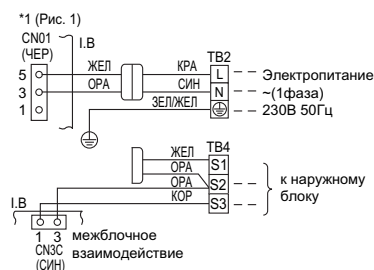 *1 (Рис. 1)
CN01
(ЧЕР)
I.B
TB2
5
ЖЕЛ
КРА
L
Электропитание
3
ОРА
СИН
N
~(1фаза)
1
ЗЕЛ/ЖЕЛ
230В 50Гц
TB4
ЖЕЛ
S1
ОРА
ОРА
S2
к наружному
блоку
КОР
S3
I.B
1 3
межблочное
взаимодействие
CN3C
(СИН)